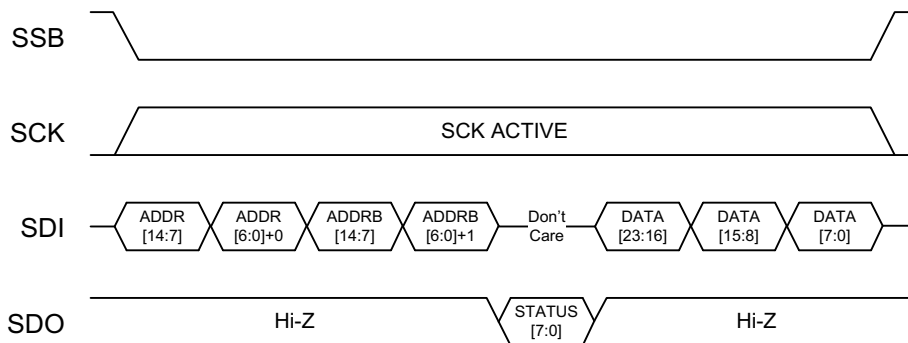 SSB
SCK
SCK ACTIVE
SDI
ADDR
[14:7]
ADDR
[6:0]+0
ADDRB
[14:7]
ADDRB
[6:0]+1
Don't
Care
DATA
[23:16]
DATA
[15:8]
DATA
[7:0]
SDO
Hi-Z
STATUS
[7:0]
Hi-Z